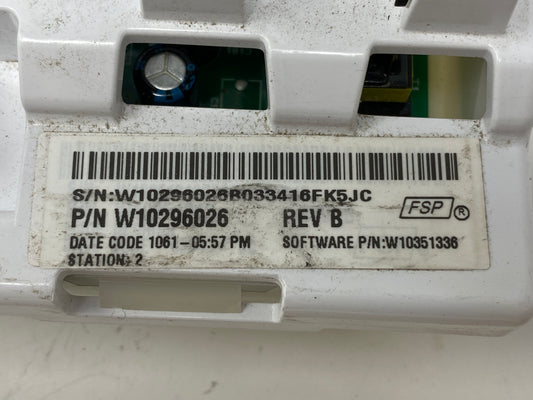 S/N:W10296026B033416FK5JC
P/N W10296026 REV B FSP®
DATE CODE 1061-05:57 PM SOFTWARE P/N:W10351336
STATION: 2